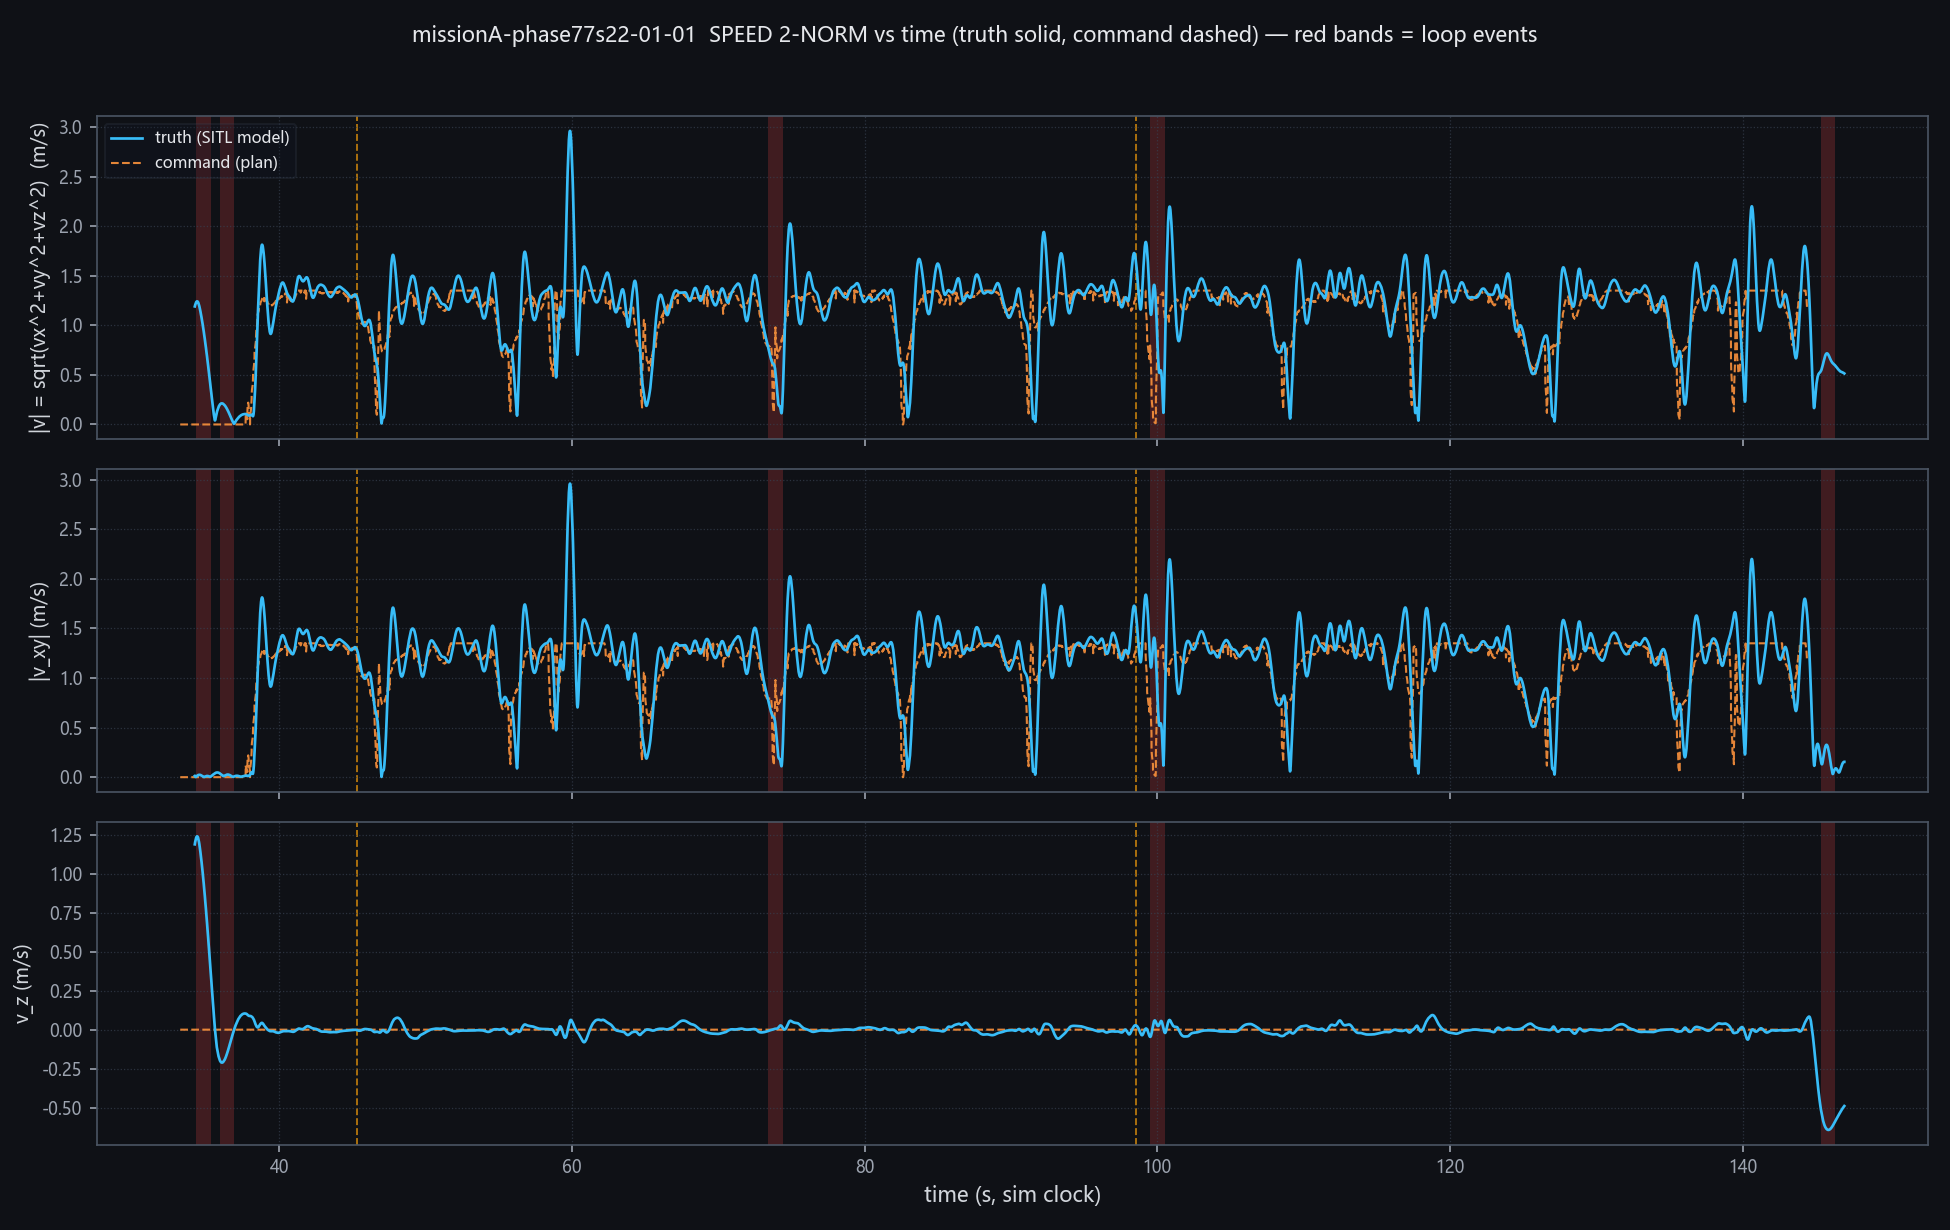 missionA-phase77s22-01-01  SPEED 2-NORM vs time (truth solid, command dashed) — red bands = loop events
|v| = sqrt(vx^2+vy^2+vz^2) (m/s)
3.0
2.5
2.0
1.5
1.0
0.5
0.0
truth (SITL model)
command (plan)
|v_xy| (m/s)
3.0
2.5
2.0
1.5
1.0
0.5
0.0
v_z (m/s)
1.25
1.00
0.75
0.50
0.25
0.00
-0.25
-0.50
40 60 80 100 120 140
time (s, sim clock)